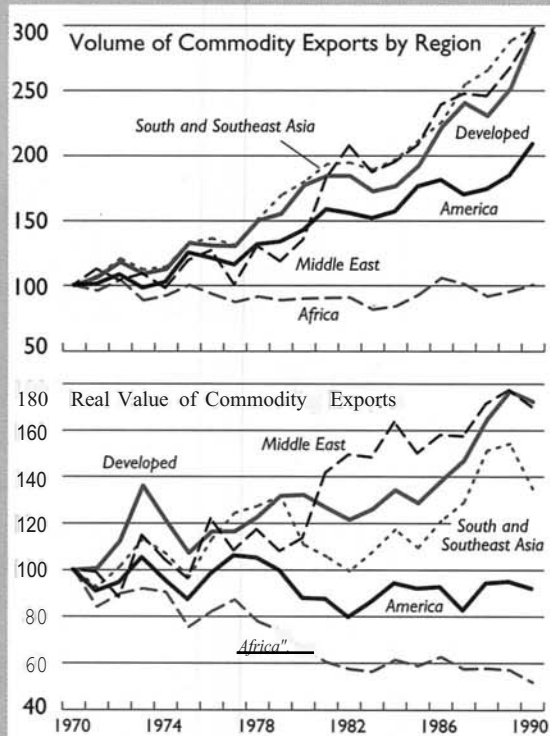 300 Volume of Commodity Exports by Region
250
South and Southeast Asia
Developed
200
America
150
Middle East
100
Africa
50
180 Real Value of Commodity Exports
160
Middle East
Developed
140
120
South and
Southeast Asia
100
America
80
Africa".
60
40
1970 1974 1978 1982 1986 1990